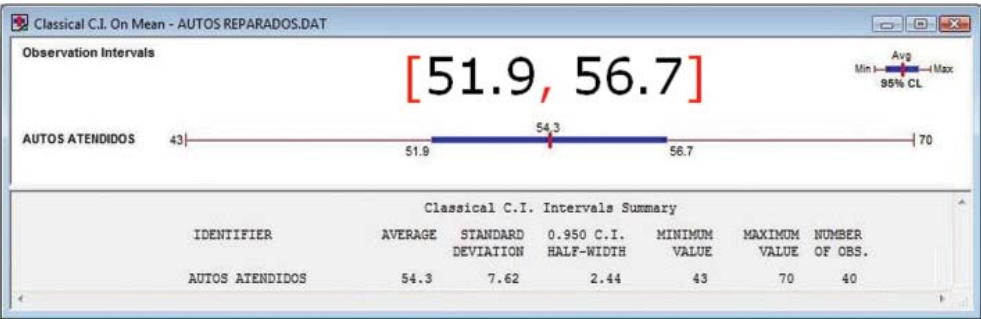 Classical C.I. On Mean - AUTOS REPARADOS.DAT
Observation Intervals
[51.9, 56.7]
Avg
Min Max
95% CL
54.3
AUTOS ATENDIDOS 43 70
51.9 56.7
Classical C.I. Intervals Summary
IDENTIFIER AVERAGE STANDARD 0.950 C.I. MINIMUM MAXIMUM NUMBER
DEVIATION HALF-WIDTH VALUE VALUE OF OBS.
AUTOS ATENDIDOS 54.3 7.62 2.44 43 70 40